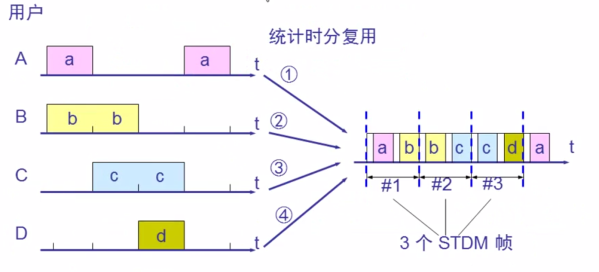 用户
统计时分复用
A a a t ①
B b b t ②
C c c t ③
D d t ④
a b b c c d a t
#1 #2 #3
3 个 STDM 帧